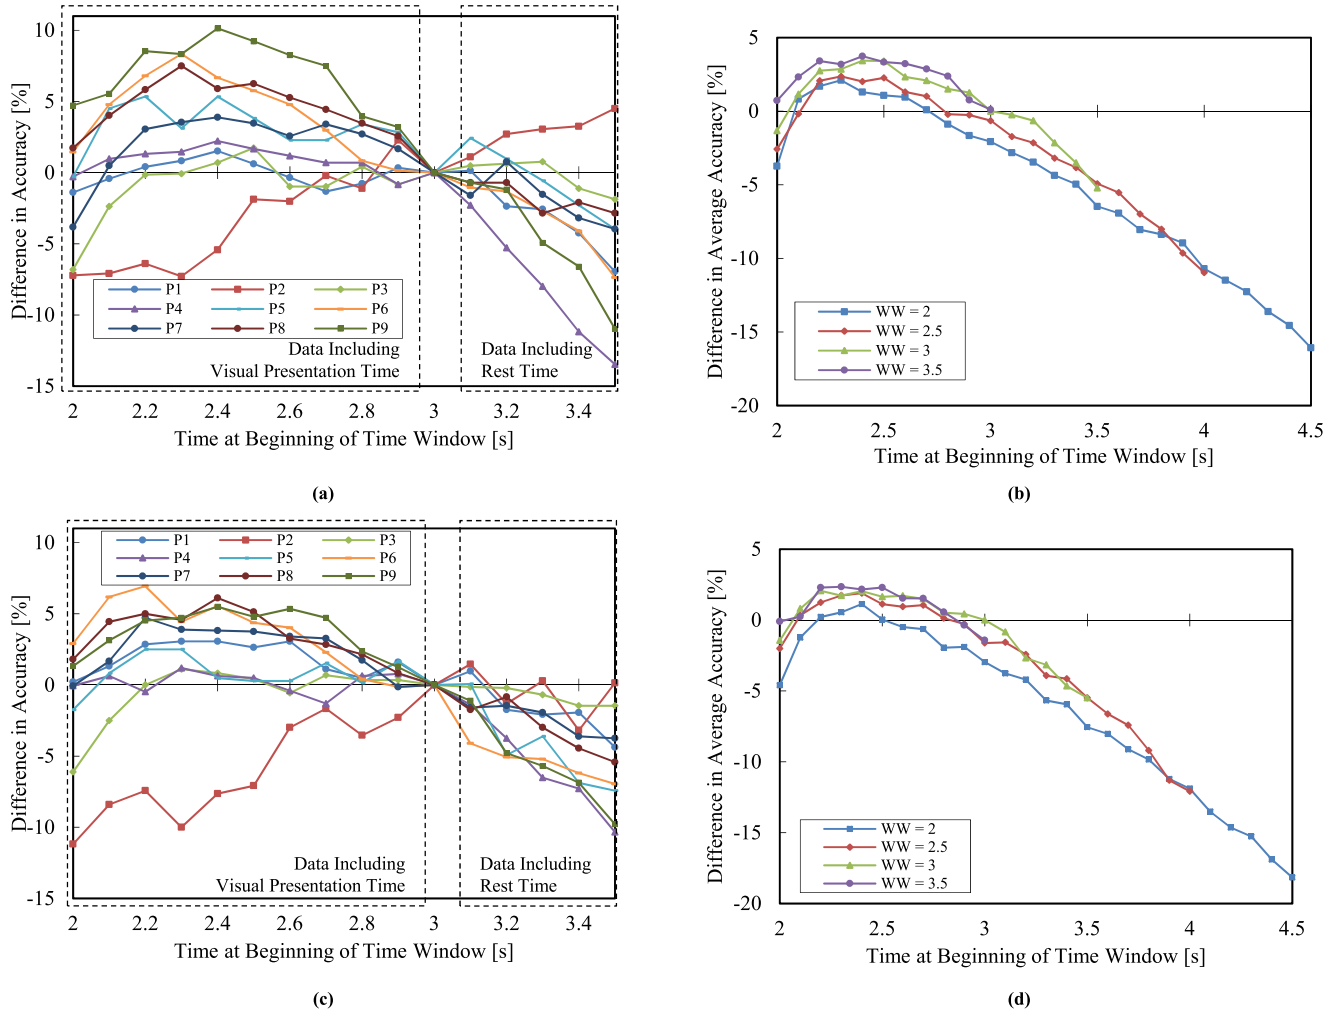 Difference in Accuracy [%]
10
5
0
-5
-10
-15
P1 P2 P3
P4 P5 P6
P7 P8 P9
Data Including
Visual Presentation Time
Data Including
Rest Time
2 2.2 2.4 2.6 2.8 3 3.2 3.4
Time at Beginning of Time Window [s]
(a)
Difference in Average Accuracy [%]
5
0
-5
-10
-15
-20
WW = 2
WW = 2.5
WW = 3
WW = 3.5
2 2.5 3 3.5 4 4.5
Time at Beginning of Time Window [s]
(b)
Difference in Accuracy [%]
10
5
0
-5
-10
-15
P1 P2 P3
P4 P5 P6
P7 P8 P9
Data Including
Visual Presentation Time
Data Including
Rest Time
2 2.2 2.4 2.6 2.8 3 3.2 3.4
Time at Beginning of Time Window [s]
(c)
Difference in Average Accuracy [%]
5
0
-5
-10
-15
-20
WW = 2
WW = 2.5
WW = 3
WW = 3.5
2 2.5 3 3.5 4 4.5
Time at Beginning of Time Window [s]
(d)